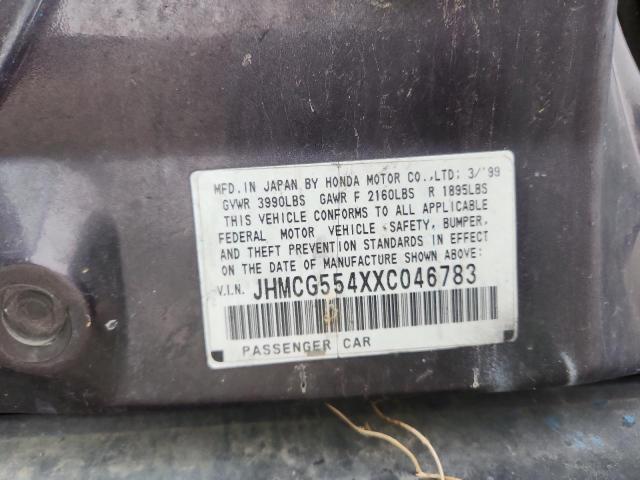 MFD. IN JAPAN BY HONDA MOTOR CO.,LTD: 3/'99
GVWR 3990LBS GAWR F 2160LBS R 1895LBS
THIS VEHICLE CONFORMS TO ALL APPLICABLE
FEDERAL MOTOR VEHICLE SAFETY, BUMPER,
AND THEFT PREVENTION STANDARDS IN EFFECT
ON THE DATE OF MANUFACTURE SHOWN ABOVE:
V.I.N. JHMCG554XXC046783
PASSENGER CAR